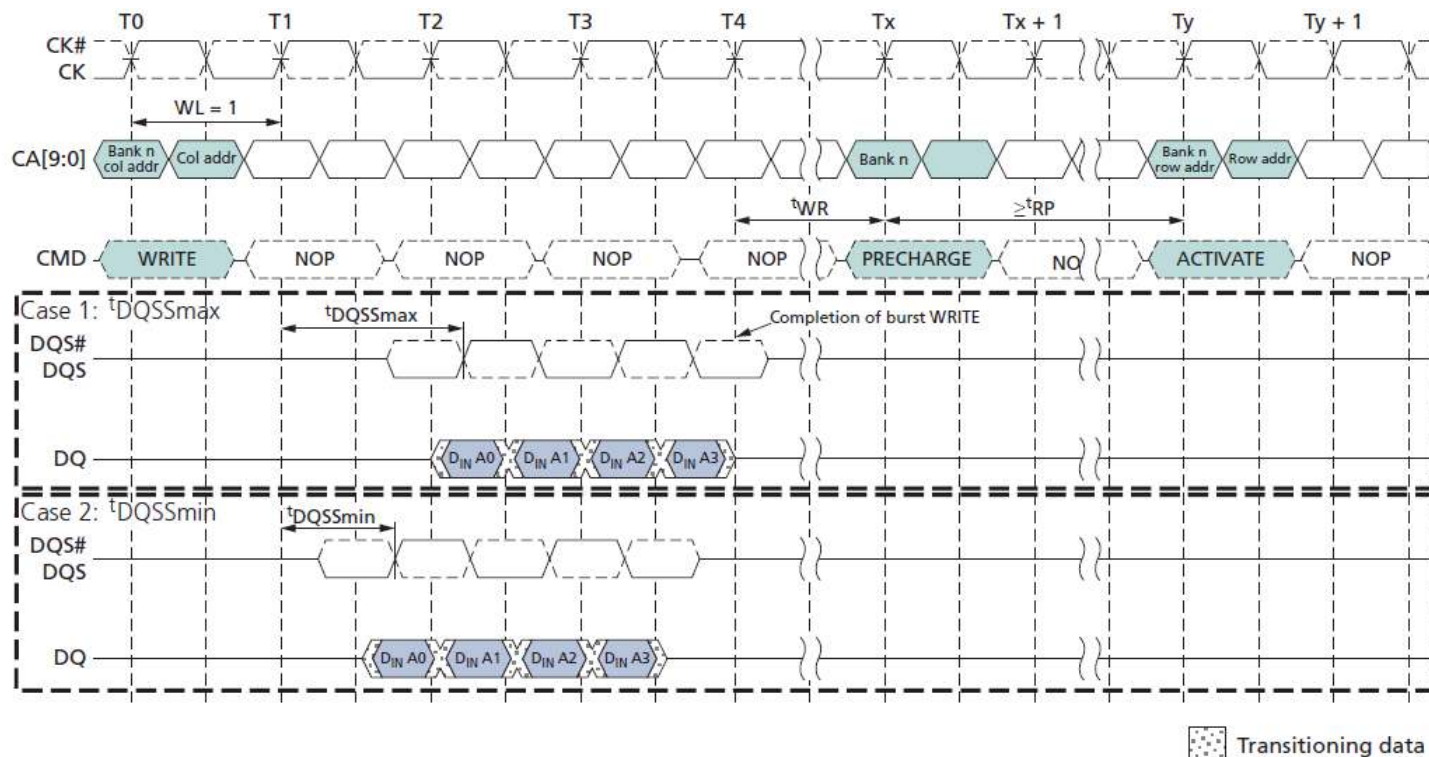 T0 T1 T2 T3 T4 Tx Tx + 1 Ty Ty + 1
CK#
CK
WL = 1
CA[9:0] Bank n col addr Col addr Bank n Bank n row addr Row addr
tWR ≥tRP
CMD WRITE NOP NOP NOP NOP PRECHARGE NO ACTIVATE NOP
Case 1: tDQSSmax
tDQSSmax
Completion of burst WRITE
DQS#
DQS
DQ DIN A0 DIN A1 DIN A2 DIN A3
Case 2: tDQSSmin
tDQSSmin
DQS#
DQS
DQ DIN A0 DIN A1 DIN A2 DIN A3
Transitioning data